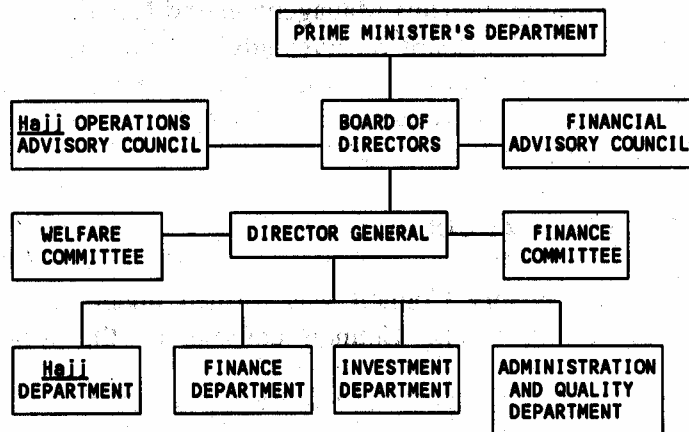 PRIME MINISTER'S DEPARTMENT
Hajj OPERATIONS
ADVISORY COUNCIL
BOARD OF
DIRECTORS
FINANCIAL
ADVISORY COUNCIL
WELFARE
COMMITTEE
DIRECTOR GENERAL
FINANCE
COMMITTEE
Hajj
DEPARTMENT
FINANCE
DEPARTMENT
INVESTMENT
DEPARTMENT
ADMINISTRATION
AND QUALITY
DEPARTMENT